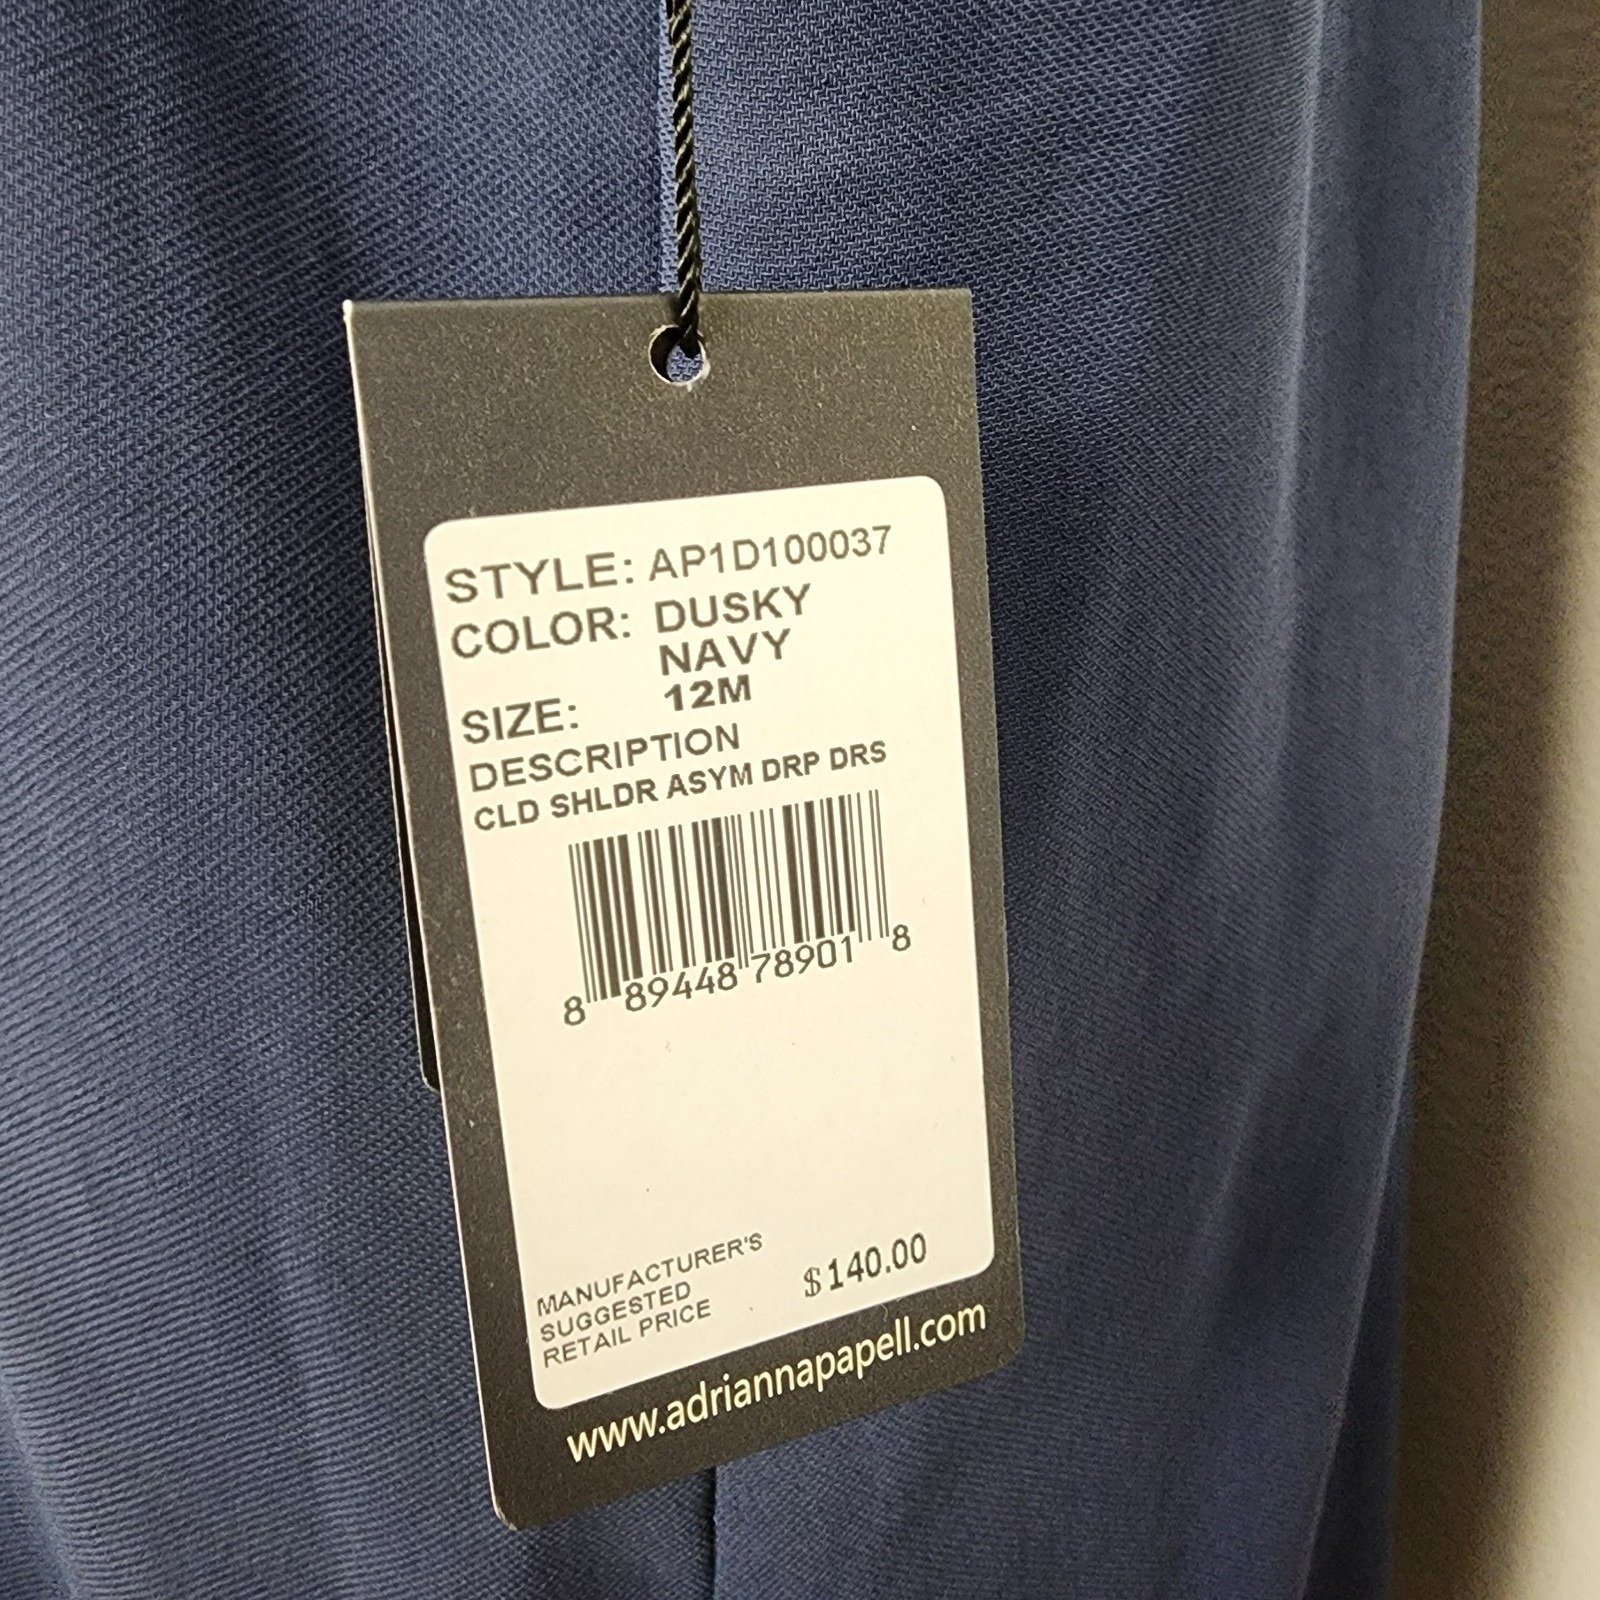 STYLE: AP1D100037
COLOR: DUSKY
NAVY
SIZE: 12M
DESCRIPTION
CLD SHLDR ASYM DRP DRS
8 89448 78901 8
MANUFACTURER'S
SUGGESTED
RETAIL PRICE
$140.00
www.adriannapapell.com